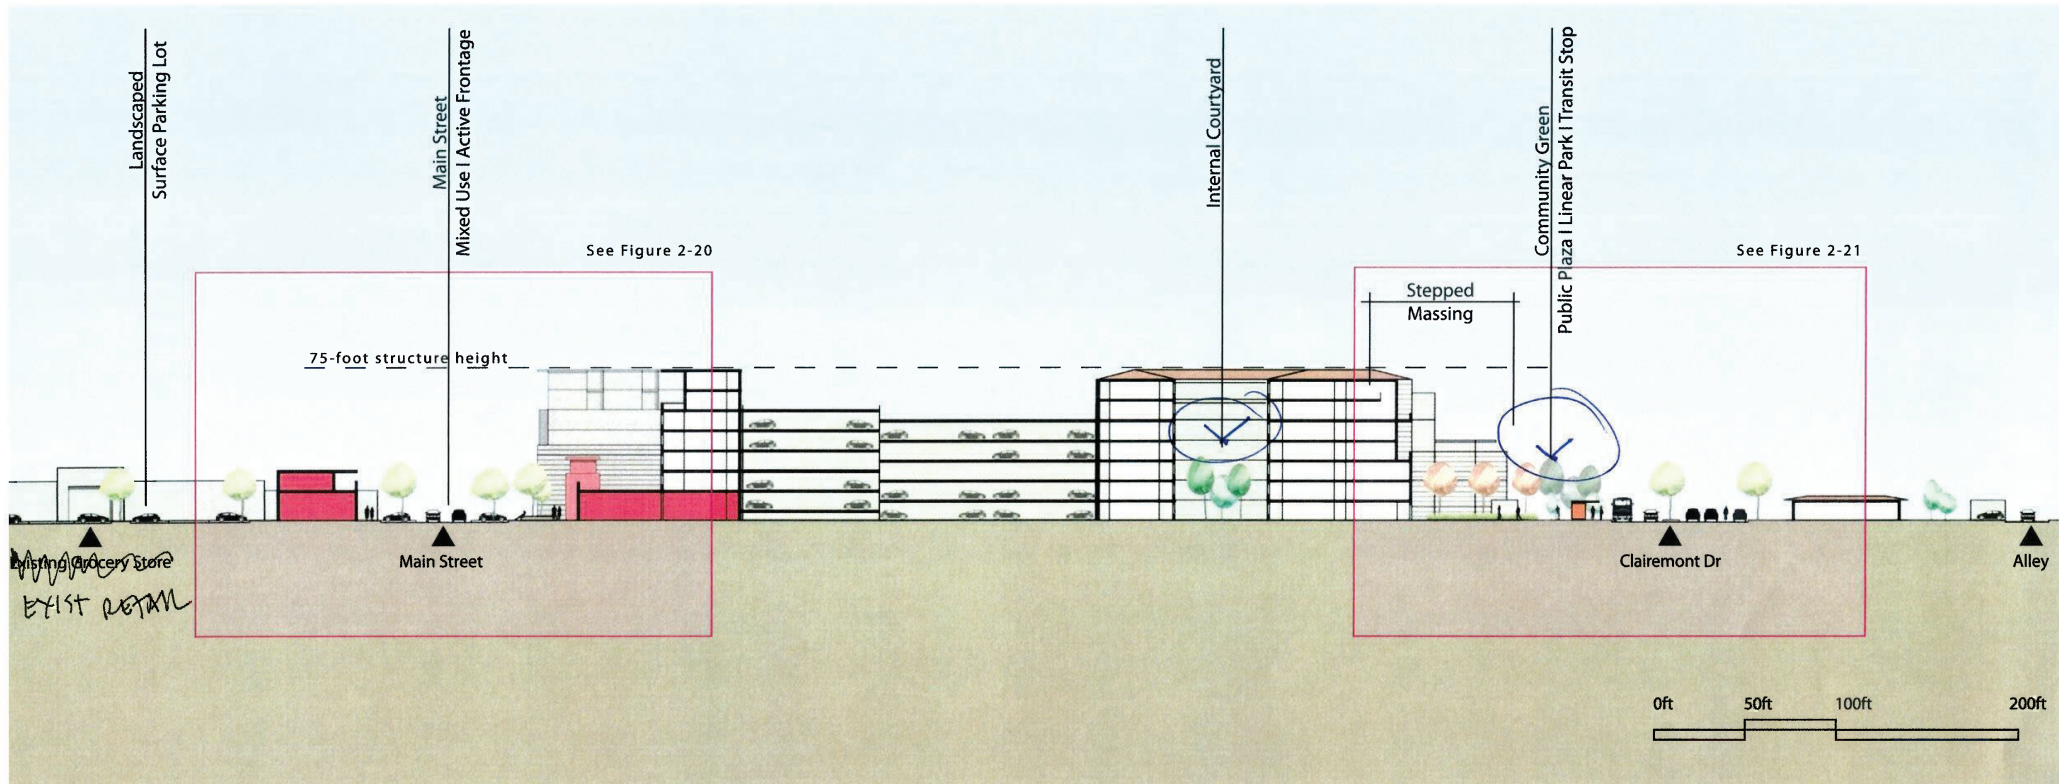 Landscaped
Surface Parking Lot
Main Street
Mixed Use I Active Frontage
Internal Courtyard
Community Green
Public Plaza I Linear Park I Transit Stop
See Figure 2-20
See Figure 2-21
Stepped
Massing
75-foot structure height
Existing Grocery Store
EXIST RETAIL
Main Street
Clairemont Dr
Alley
0ft 50ft 100ft 200ft